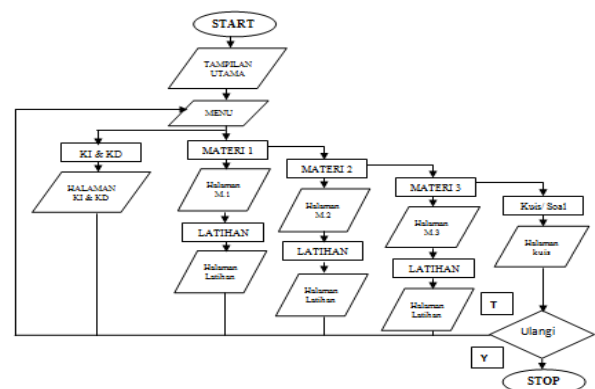 START
TAMPILAN
UTAMA
MENU
KI & KD
HALAMAN
KI & KD
MATERI 1
Halaman
M.1
LATIHAN
Halaman
Latihan
MATERI 2
Halaman
M.2
LATIHAN
Halaman
Latihan
MATERI 3
Halaman
M.3
LATIHAN
Halaman
Latihan
Kuis/ Soal
Halaman
kuis
T
Ulangi
Y
STOP